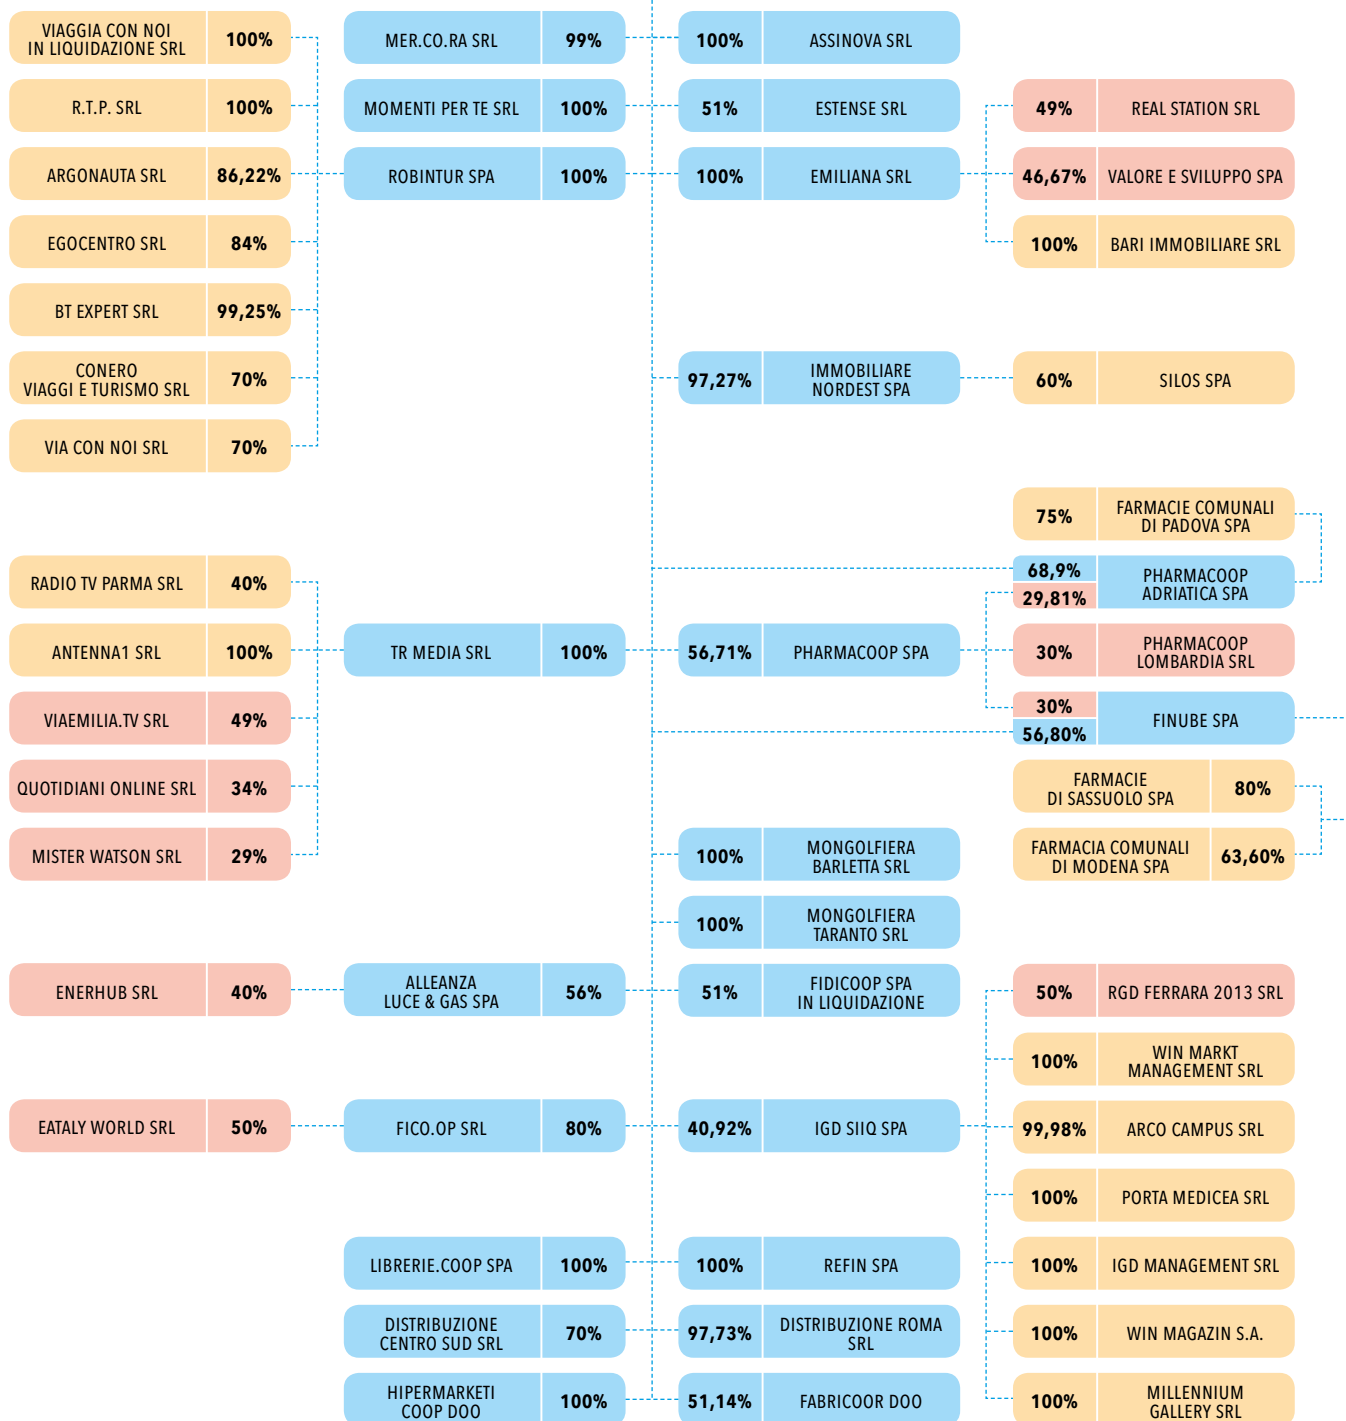 VIAGGIA CON NOI
IN LIQUIDAZIONE SRL
100%
R.T.P. SRL
100%
ARGONAUTA SRL
86,22%
EGOCENTRO SRL
84%
BT EXPERT SRL
99,25%
CONERO
VIAGGI E TURISMO SRL
70%
VIA CON NOI SRL
70%
MER.CO.RA SRL
99%
MOMENTI PER TE SRL
100%
ROBINTUR SPA
100%
100%
ASSINOVA SRL
51%
ESTENSE SRL
100%
EMILIANA SRL
49%
REAL STATION SRL
46,67%
VALORE E SVILUPPO SPA
100%
BARI IMMOBILIARE SRL
97,27%
IMMOBILIARE
NORDEST SPA
60%
SILOS SPA
RADIO TV PARMA SRL
40%
ANTENNA1 SRL
100%
VIAEMILIA.TV SRL
49%
QUOTIDIANI ONLINE SRL
34%
MISTER WATSON SRL
29%
TR MEDIA SRL
100%
56,71%
PHARMACOOP SPA
75%
FARMACIE COMUNALI
DI PADOVA SPA
68,9%
29,81%
PHARMACOOP
ADRIATICA SPA
30%
PHARMACOOP
LOMBARDIA SRL
30%
56,80%
FINUBE SPA
FARMACIE
DI SASSUOLO SPA
80%
FARMACIA COMUNALI
DI MODENA SPA
63,60%
100%
MONGOLFIERA
BARLETTA SRL
100%
MONGOLFIERA
TARANTO SRL
ENERHUB SRL
40%
ALLEANZA
LUCE & GAS SPA
56%
51%
FIDICOOP SPA
IN LIQUIDAZIONE
EATALY WORLD SRL
50%
FICO.OP SRL
80%
40,92%
IGD SIIQ SPA
50%
RGD FERRARA 2013 SRL
100%
WIN MARKT
MANAGEMENT SRL
99,98%
ARCO CAMPUS SRL
100%
PORTA MEDICEA SRL
100%
IGD MANAGEMENT SRL
100%
WIN MAGAZIN S.A.
100%
MILLENNIUM
GALLERY SRL
LIBRERIE.COOP SPA
100%
100%
REFIN SPA
DISTRIBUZIONE
CENTRO SUD SRL
70%
97,73%
DISTRIBUZIONE ROMA
SRL
HIPERMARKETI
COOP DOO
100%
51,14%
FABRICOOR DOO